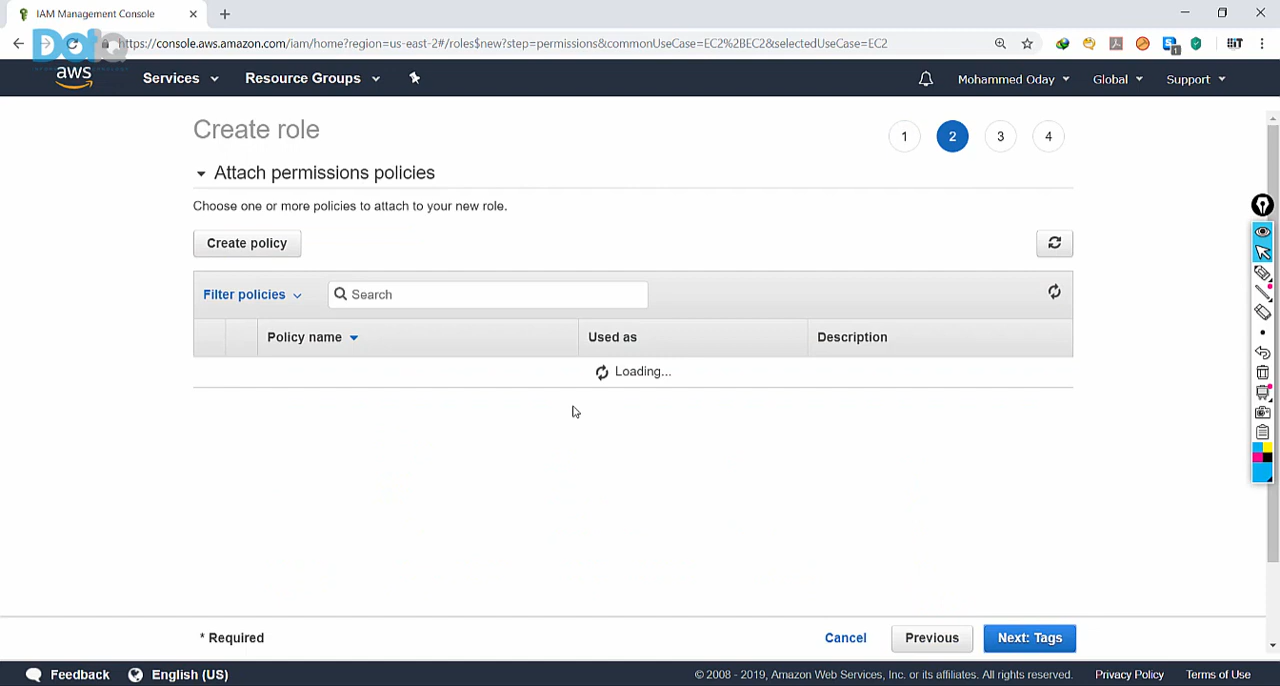 IAM Management Console
https://console.aws.amazon.com/iam/home?region=us-east-2#/roles$new?step=permissions&commonUseCase=EC2%2BEC2&selectedUseCase=EC2
aws Services Resource Groups Mohammed Oday Global Support
Create role 1 2 3 4
Attach permissions policies
Choose one or more policies to attach to your new role.
Create policy
Filter policies Search
Policy name Used as Description
Loading...
* Required Cancel Previous Next: Tags
Feedback English (US) © 2008 - 2019, Amazon Web Services, Inc. or its affiliates. All rights reserved. Privacy Policy Terms of Use